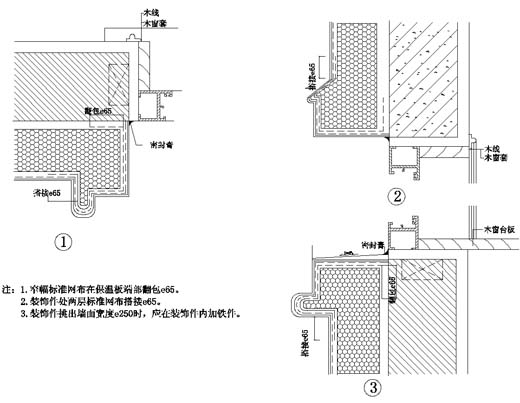 木线
木窗套
翻包e65
密封膏
搭接e65
①
搭接e65
木线
木窗套
②
木窗台板
密封膏
翻包e65
搭接e65
③
注：1. 窄幅标准网布在保温板端部翻包e65。
2. 装饰件处两层标准网布搭接e65。
3. 装饰件挑出墙面宽度e250时，应在装饰件内加铁件。